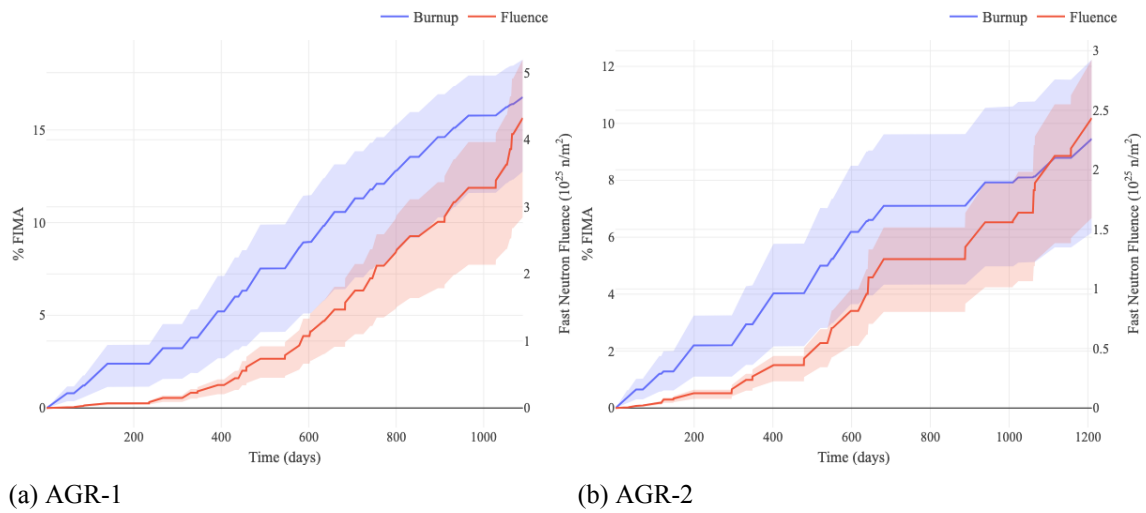 Burnup Fluence
% FIMA
15
10
5
0
5
4
3
2
1
0
Fast Neutron Fluence (10²⁵ n/m²)
200 400 600 800 1000
Time (days)
(a) AGR-1
Burnup Fluence
% FIMA
12
10
8
6
4
2
0
3
2.5
2
1.5
1
0.5
0
Fast Neutron Fluence (10²⁵ n/m²)
200 400 600 800 1000 1200
Time (days)
(b) AGR-2